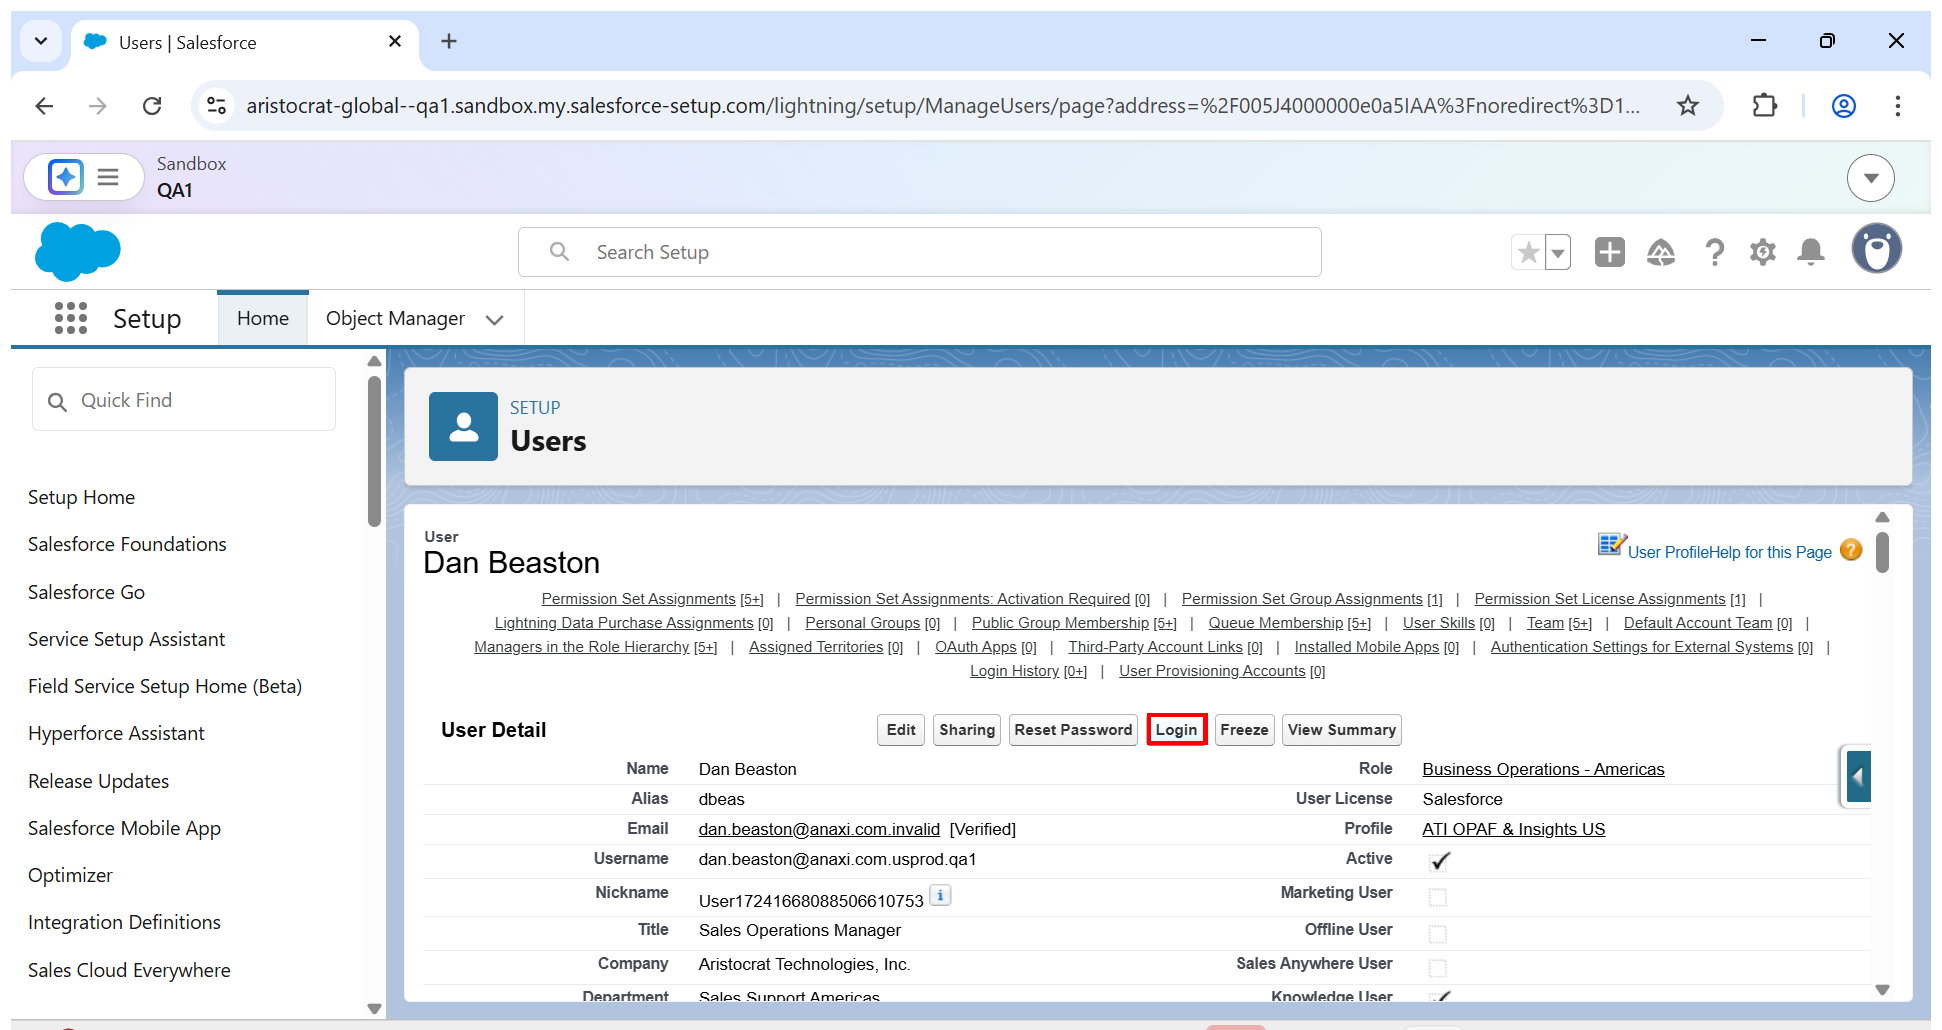 Users | Salesforce
aristocrat-global--qa1.sandbox.my.salesforce-setup.com/lightning/setup/ManageUsers/page?address=%2F005J4000000e0a5IAA%3Fnoredirect%3D1...
Sandbox
QA1
Search Setup
Setup
Home
Object Manager
Quick Find
Setup Home
Salesforce Foundations
Salesforce Go
Service Setup Assistant
Field Service Setup Home (Beta)
Hyperforce Assistant
Release Updates
Salesforce Mobile App
Optimizer
Integration Definitions
Sales Cloud Everywhere
SETUP
Users
User
Dan Beaston
User Profile Help for this Page
Permission Set Assignments [5+] | Permission Set Assignments: Activation Required [0] | Permission Set Group Assignments [1] | Permission Set License Assignments [1] |
Lightning Data Purchase Assignments [0] | Personal Groups [0] | Public Group Membership [5+] | Queue Membership [5+] | User Skills [0] | Team [5+] | Default Account Team [0] |
Managers in the Role Hierarchy [5+] | Assigned Territories [0] | OAuth Apps [0] | Third-Party Account Links [0] | Installed Mobile Apps [0] | Authentication Settings for External Systems [0] |
Login History [0+] | User Provisioning Accounts [0]
User Detail
Edit Sharing Reset Password Login Freeze View Summary
Name Dan Beaston Role Business Operations - Americas
Alias dbeas User License Salesforce
Email dan.beaston@anaxi.com.invalid [Verified] Profile ATI OPAF & Insights US
Username dan.beaston@anaxi.com.usprod.qa1 Active
Nickname User17241668088506610753 Marketing User
Title Sales Operations Manager Offline User
Company Aristocrat Technologies, Inc. Sales Anywhere User
Department Sales Support Americas Knowledge User